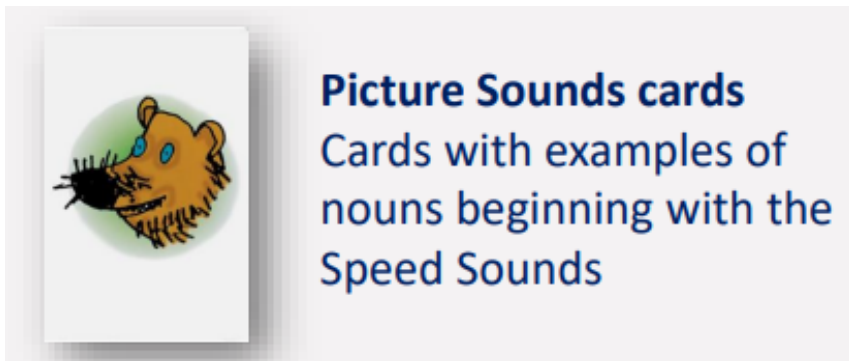 Picture Sounds cards
Cards with examples of
nouns beginning with the
Speed Sounds